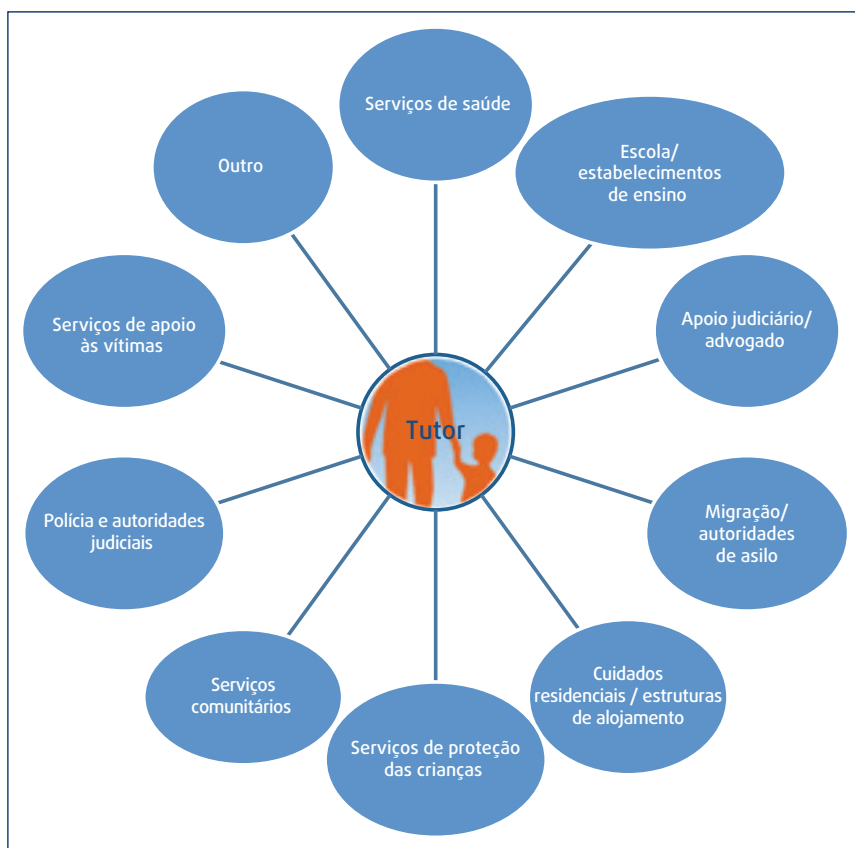 Serviços de saúde
Escola/
estabelecimentos
de ensino
Outro
Serviços de apoio
às vítimas
Apoio judiciário/
advogado
Tutor
Polícia e autoridades
judiciais
Migração/
autoridades
de asilo
Serviços
comunitários
Cuidados
residenciais / estruturas
de alojamento
Serviços de proteção
das crianças